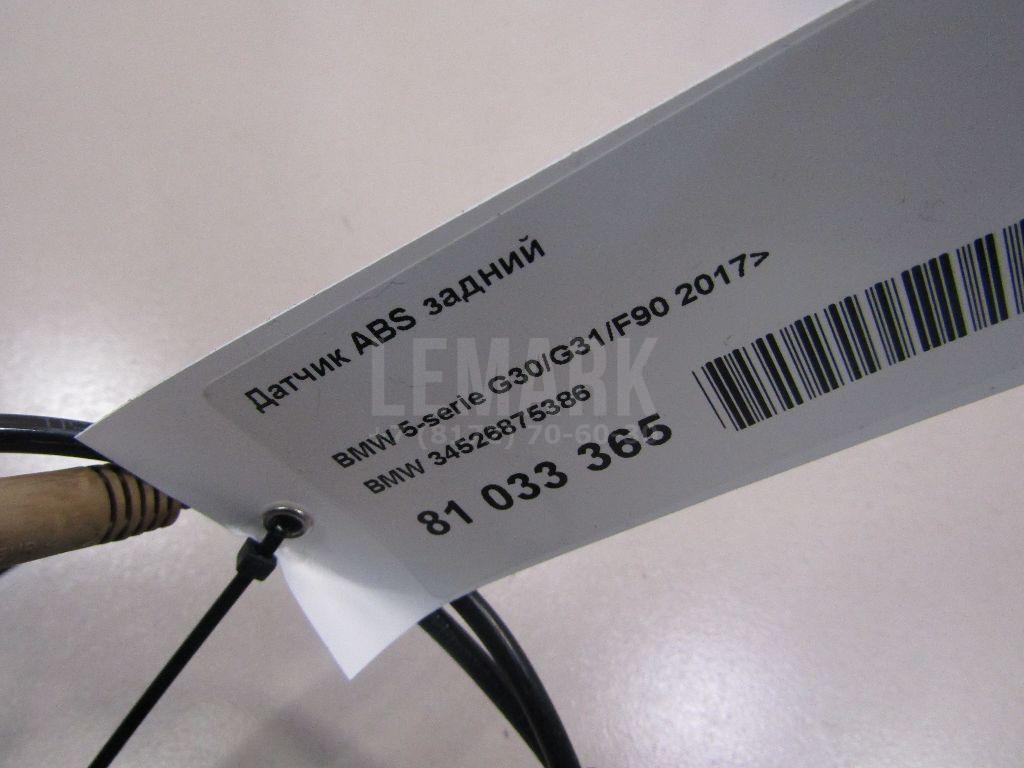 Датчик ABS задний
BMW 5-serie G30/G31/F90 2017>
BMW 34526875386
81 033 365
LEMARK